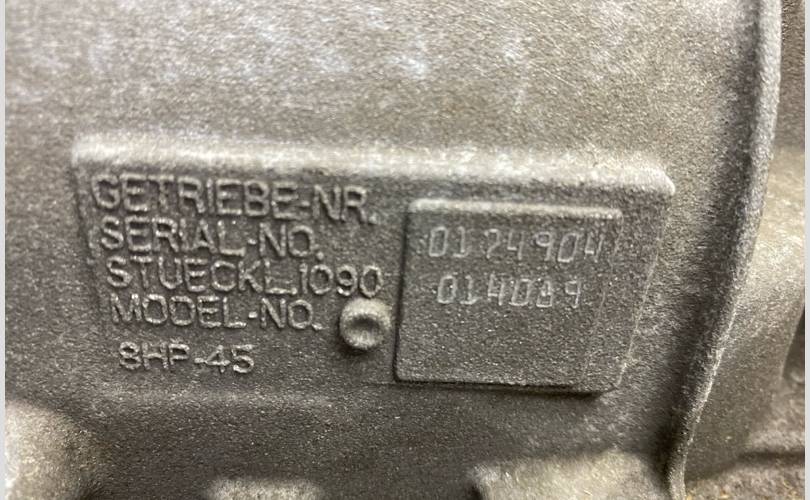 GETRIEBE-NR.
SERIAL-NO. 0124904
STUECKL.1090 014089
MODEL-NO.
8HP-45